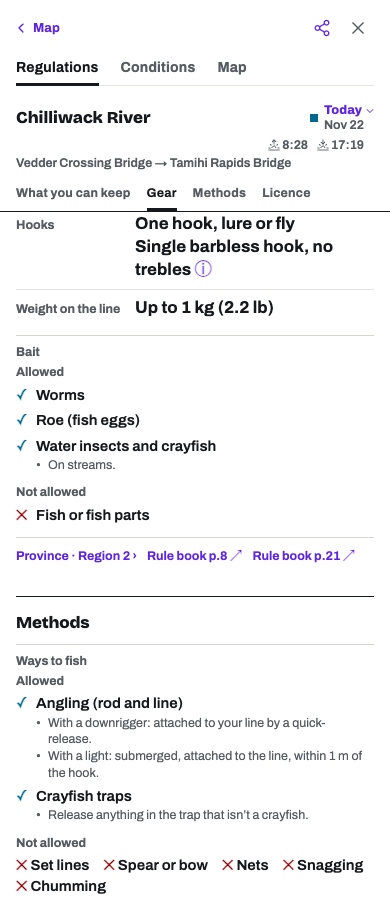 Map
Regulations Conditions Map
Chilliwack River
Today
Nov 22
8:28 17:19
Vedder Crossing Bridge → Tamihi Rapids Bridge
What you can keep Gear Methods Licence
Hooks
One hook, lure or fly
Single barbless hook, no
trebles
Weight on the line Up to 1 kg (2.2 lb)
Bait
Allowed
Worms
Roe (fish eggs)
Water insects and crayfish
• On streams.
Not allowed
Fish or fish parts
Province · Region 2 › Rule book p.8 ↗ Rule book p.21 ↗
Methods
Ways to fish
Allowed
Angling (rod and line)
• With a downrigger: attached to your line by a quick-
release.
• With a light: submerged, attached to the line, within 1 m of
the hook.
Crayfish traps
• Release anything in the trap that isn’t a crayfish.
Not allowed
Set lines Spear or bow Nets Snagging
Chumming